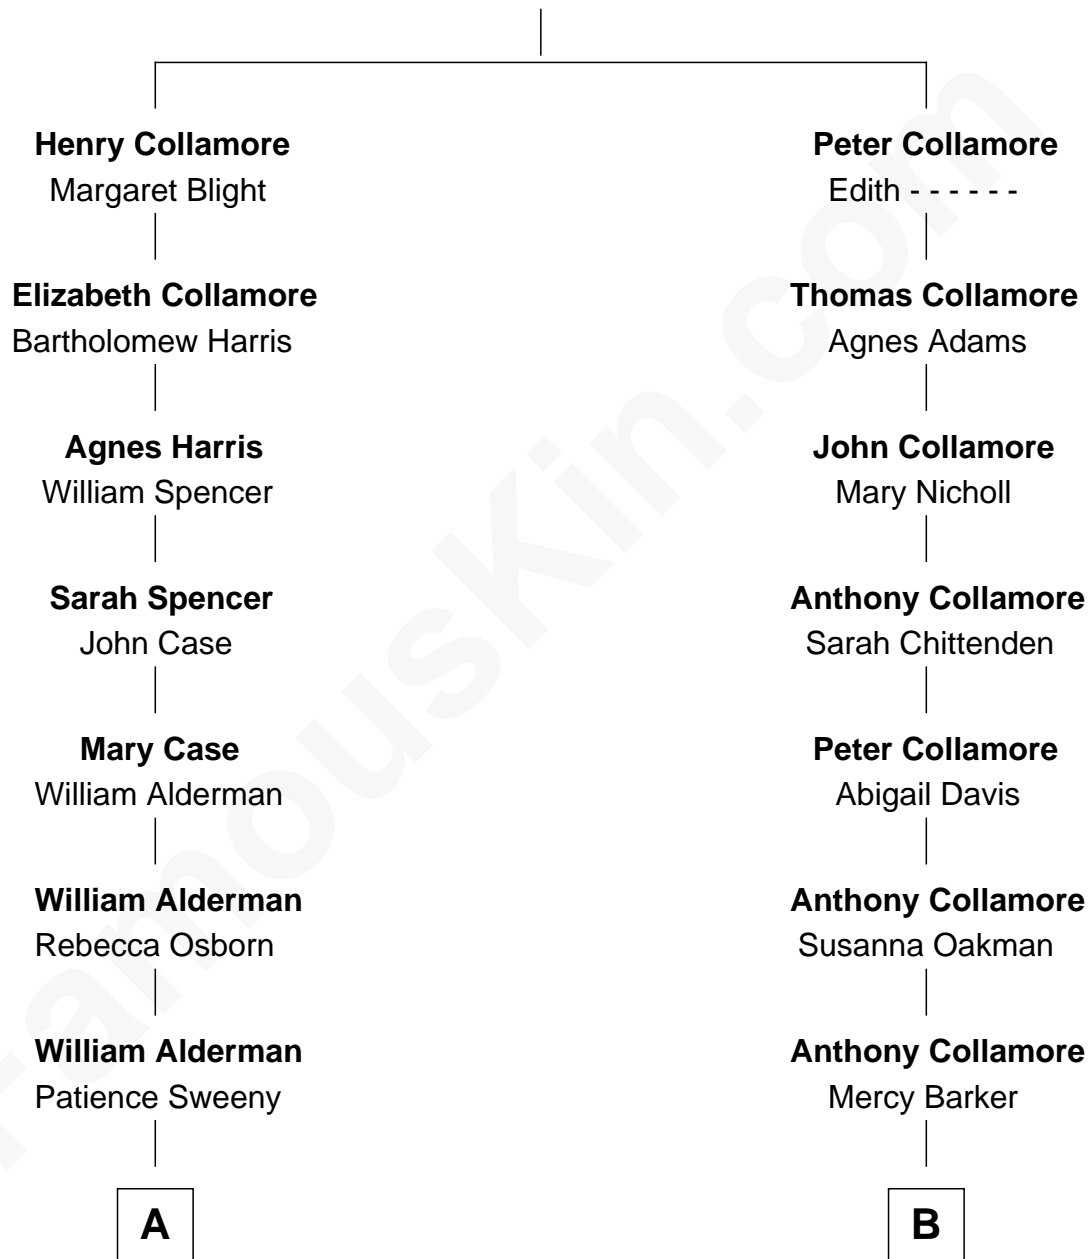 Henry Collamore
Margaret Blight
Elizabeth Collamore
Bartholomew Harris
Agnes Harris
William Spencer
Sarah Spencer
John Case
Mary Case
William Alderman
William Alderman
Rebecca Osborn
William Alderman
Patience Sweeny
A
Peter Collamore
Edith - - - - - -
Thomas Collamore
Agnes Adams
John Collamore
Mary Nicholl
Anthony Collamore
Sarah Chittenden
Peter Collamore
Abigail Davis
Anthony Collamore
Susanna Oakman
Anthony Collamore
Mercy Barker
B
FamousKin.com